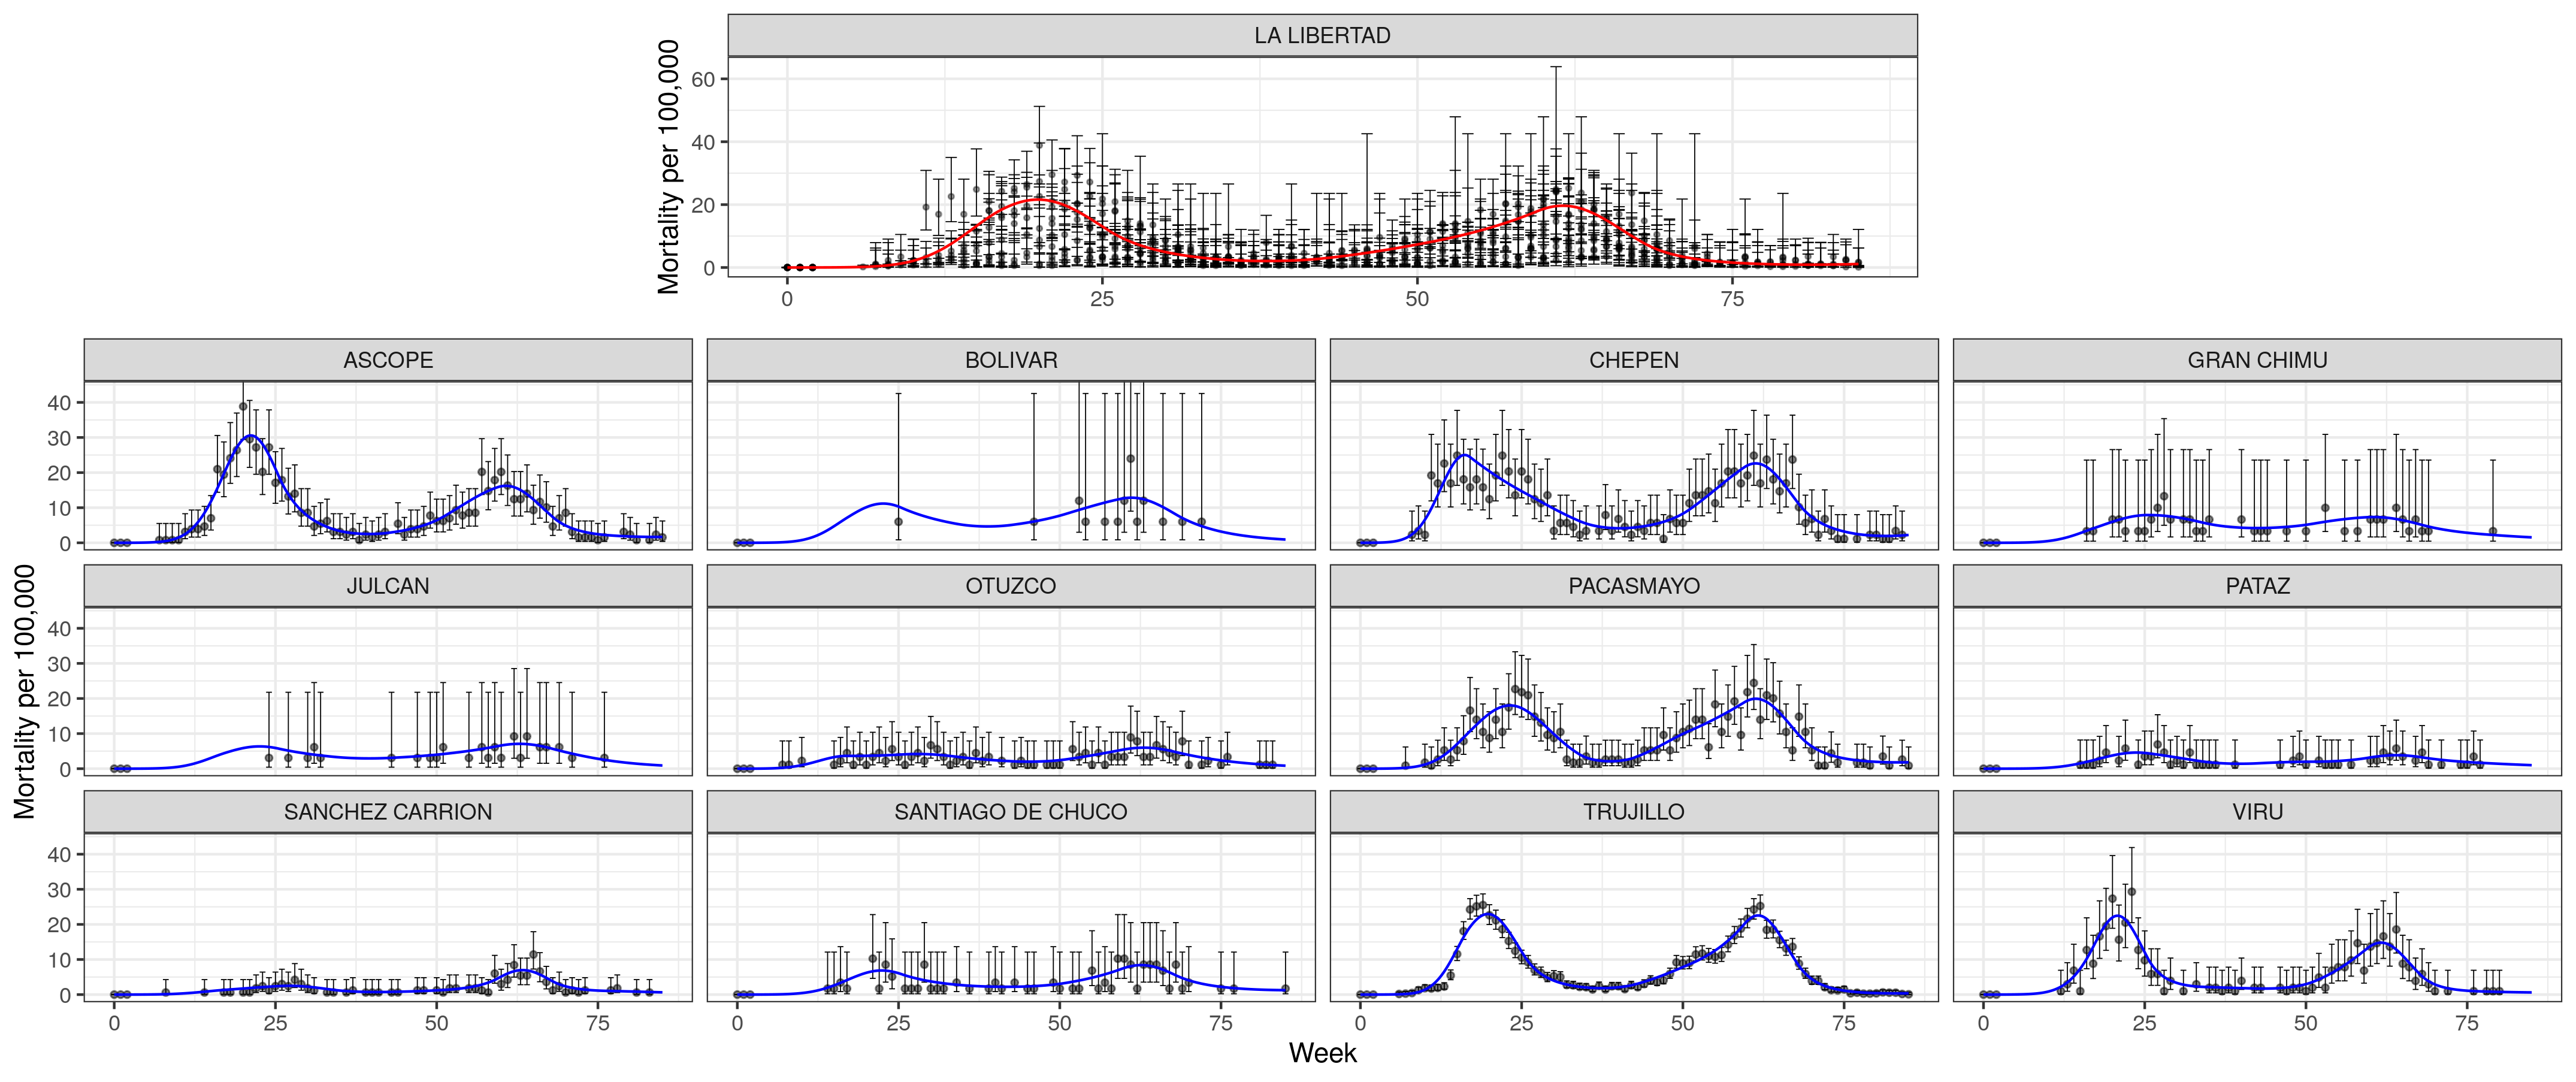 LA LIBERTAD
Mortality per 100,000
60
40
20
0
0 25 50 75
ASCOPE BOLIVAR CHEPEN GRAN CHIMU
40
30
20
10
0
Mortality per 100,000
JULCAN OTUZCO PACASMAYO PATAZ
40
30
20
10
0
SANCHEZ CARRION SANTIAGO DE CHUCO TRUJILLO VIRU
40
30
20
10
0
0 25 50 75 0 25 50 75 0 25 50 75 0 25 50 75
Week